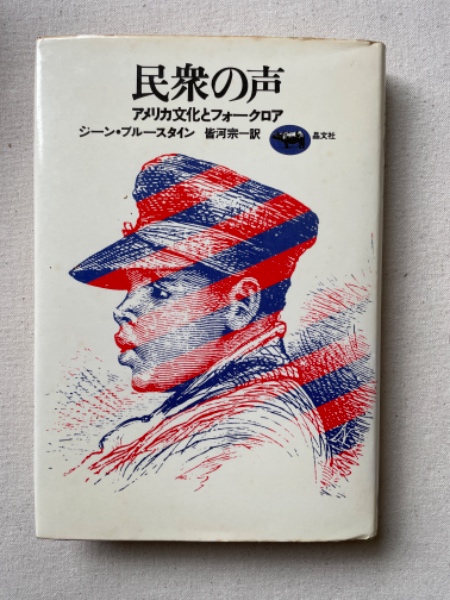 民衆の声
アメリカ文化とフォークロア
ジーン・ブルースタイン 皆河宗一訳 晶文社